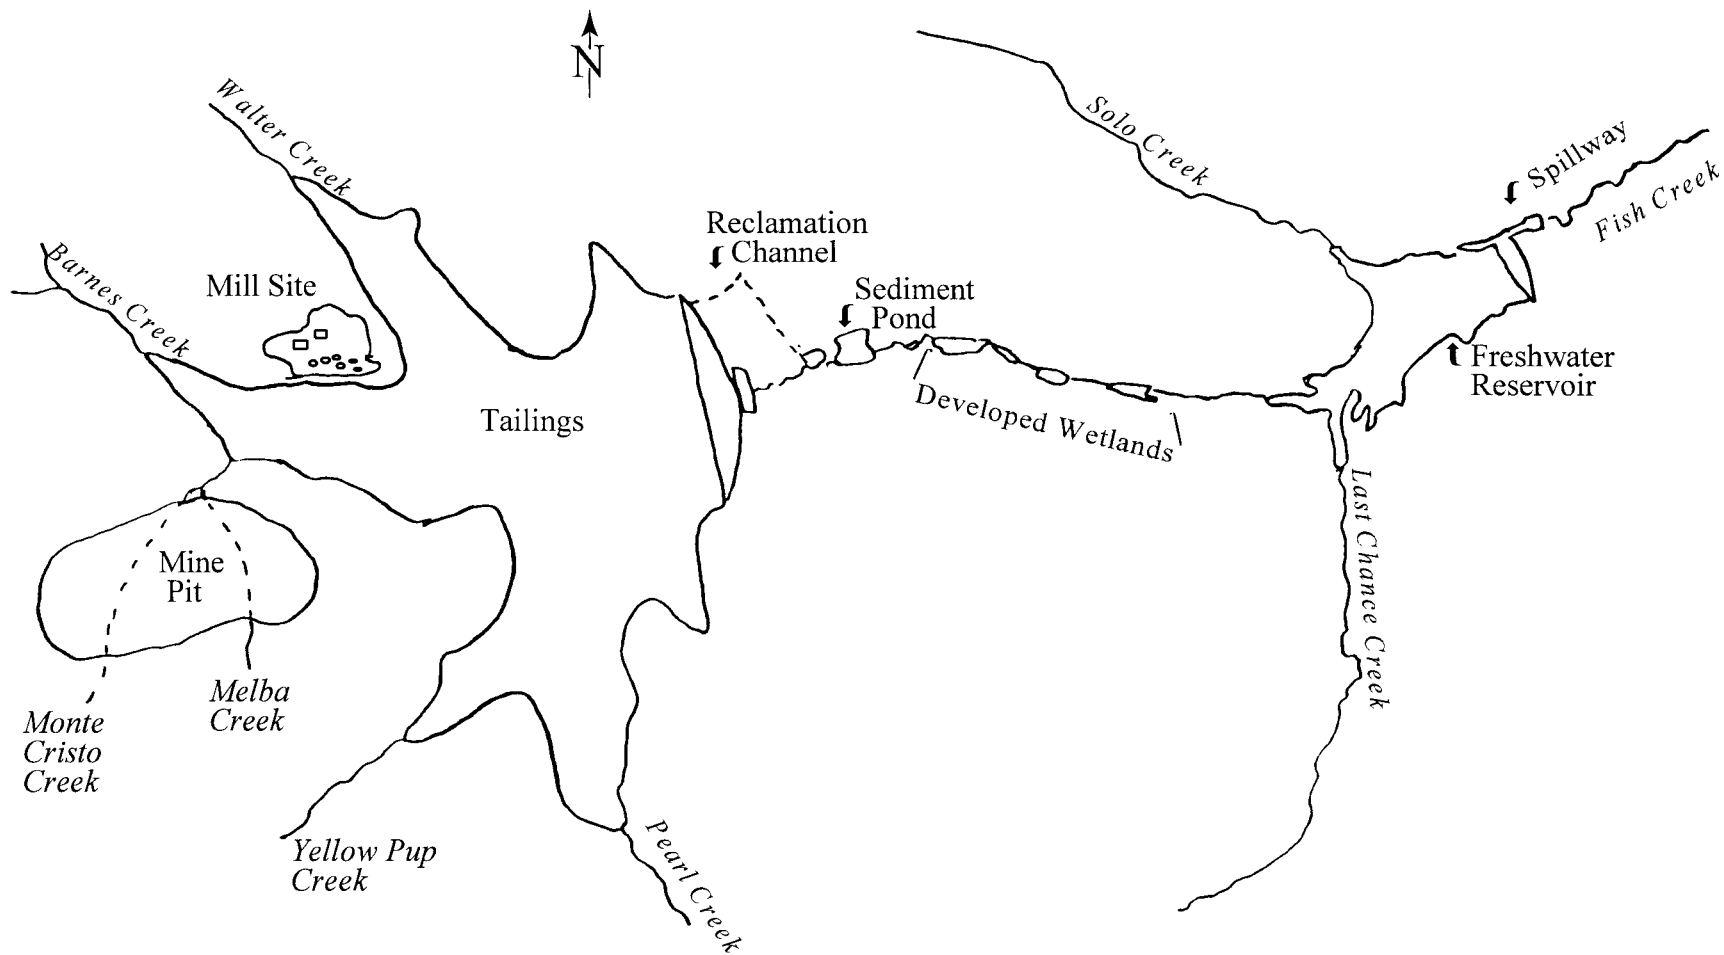 N
Walter Creek
Solo Creek
Spillway
Fish Creek
Reclamation
Channel
Barnes Creek
Mill Site
Sediment
Pond
Freshwater
Reservoir
Developed Wetlands
Tailings
Last Chance Creek
Mine
Pit
Melba
Creek
Monte
Cristo
Creek
Yellow Pup
Creek
Pearl Creek